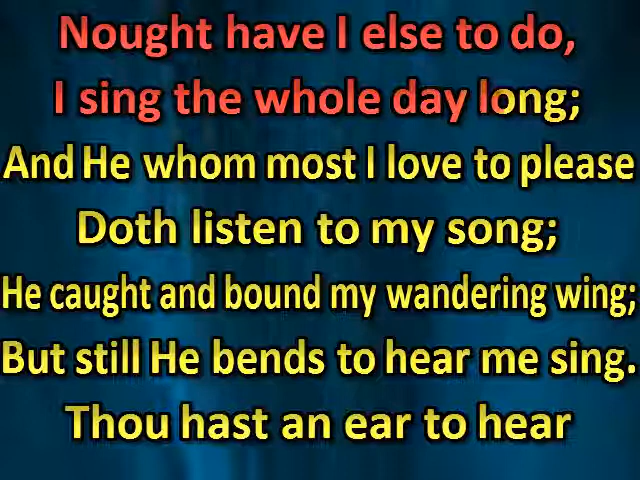 Nought have I else to do,
I sing the whole day long;
And He whom most I love to please
Doth listen to my song;
He caught and bound my wandering wing;
But still He bends to hear me sing.
Thou hast an ear to hear